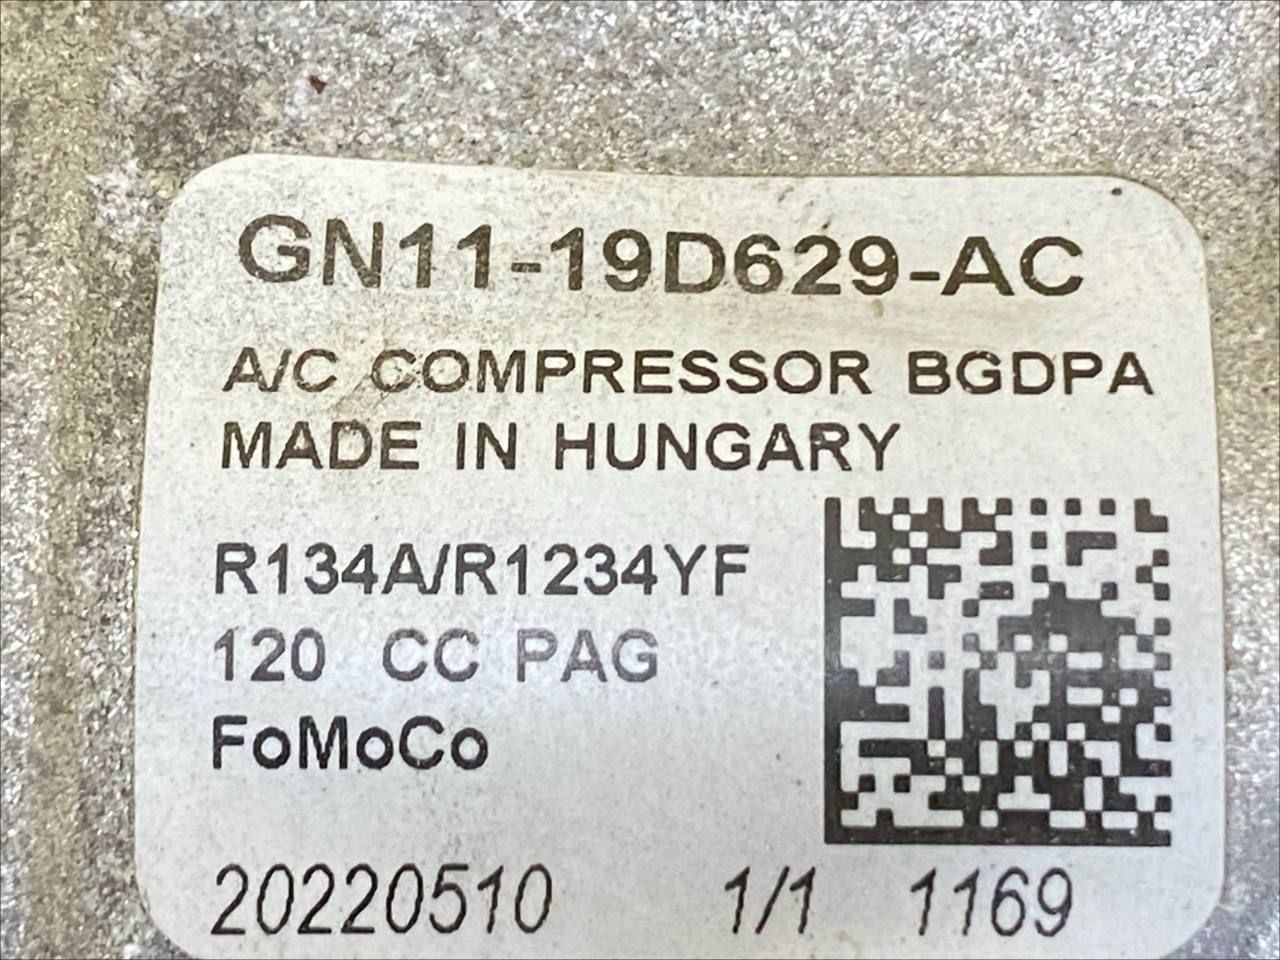 GN11-19D629-AC
A/C COMPRESSOR BGDPA
MADE IN HUNGARY
R134A/R1234YF
120 CC PAG
FoMoCo
20220510 1/1 1169